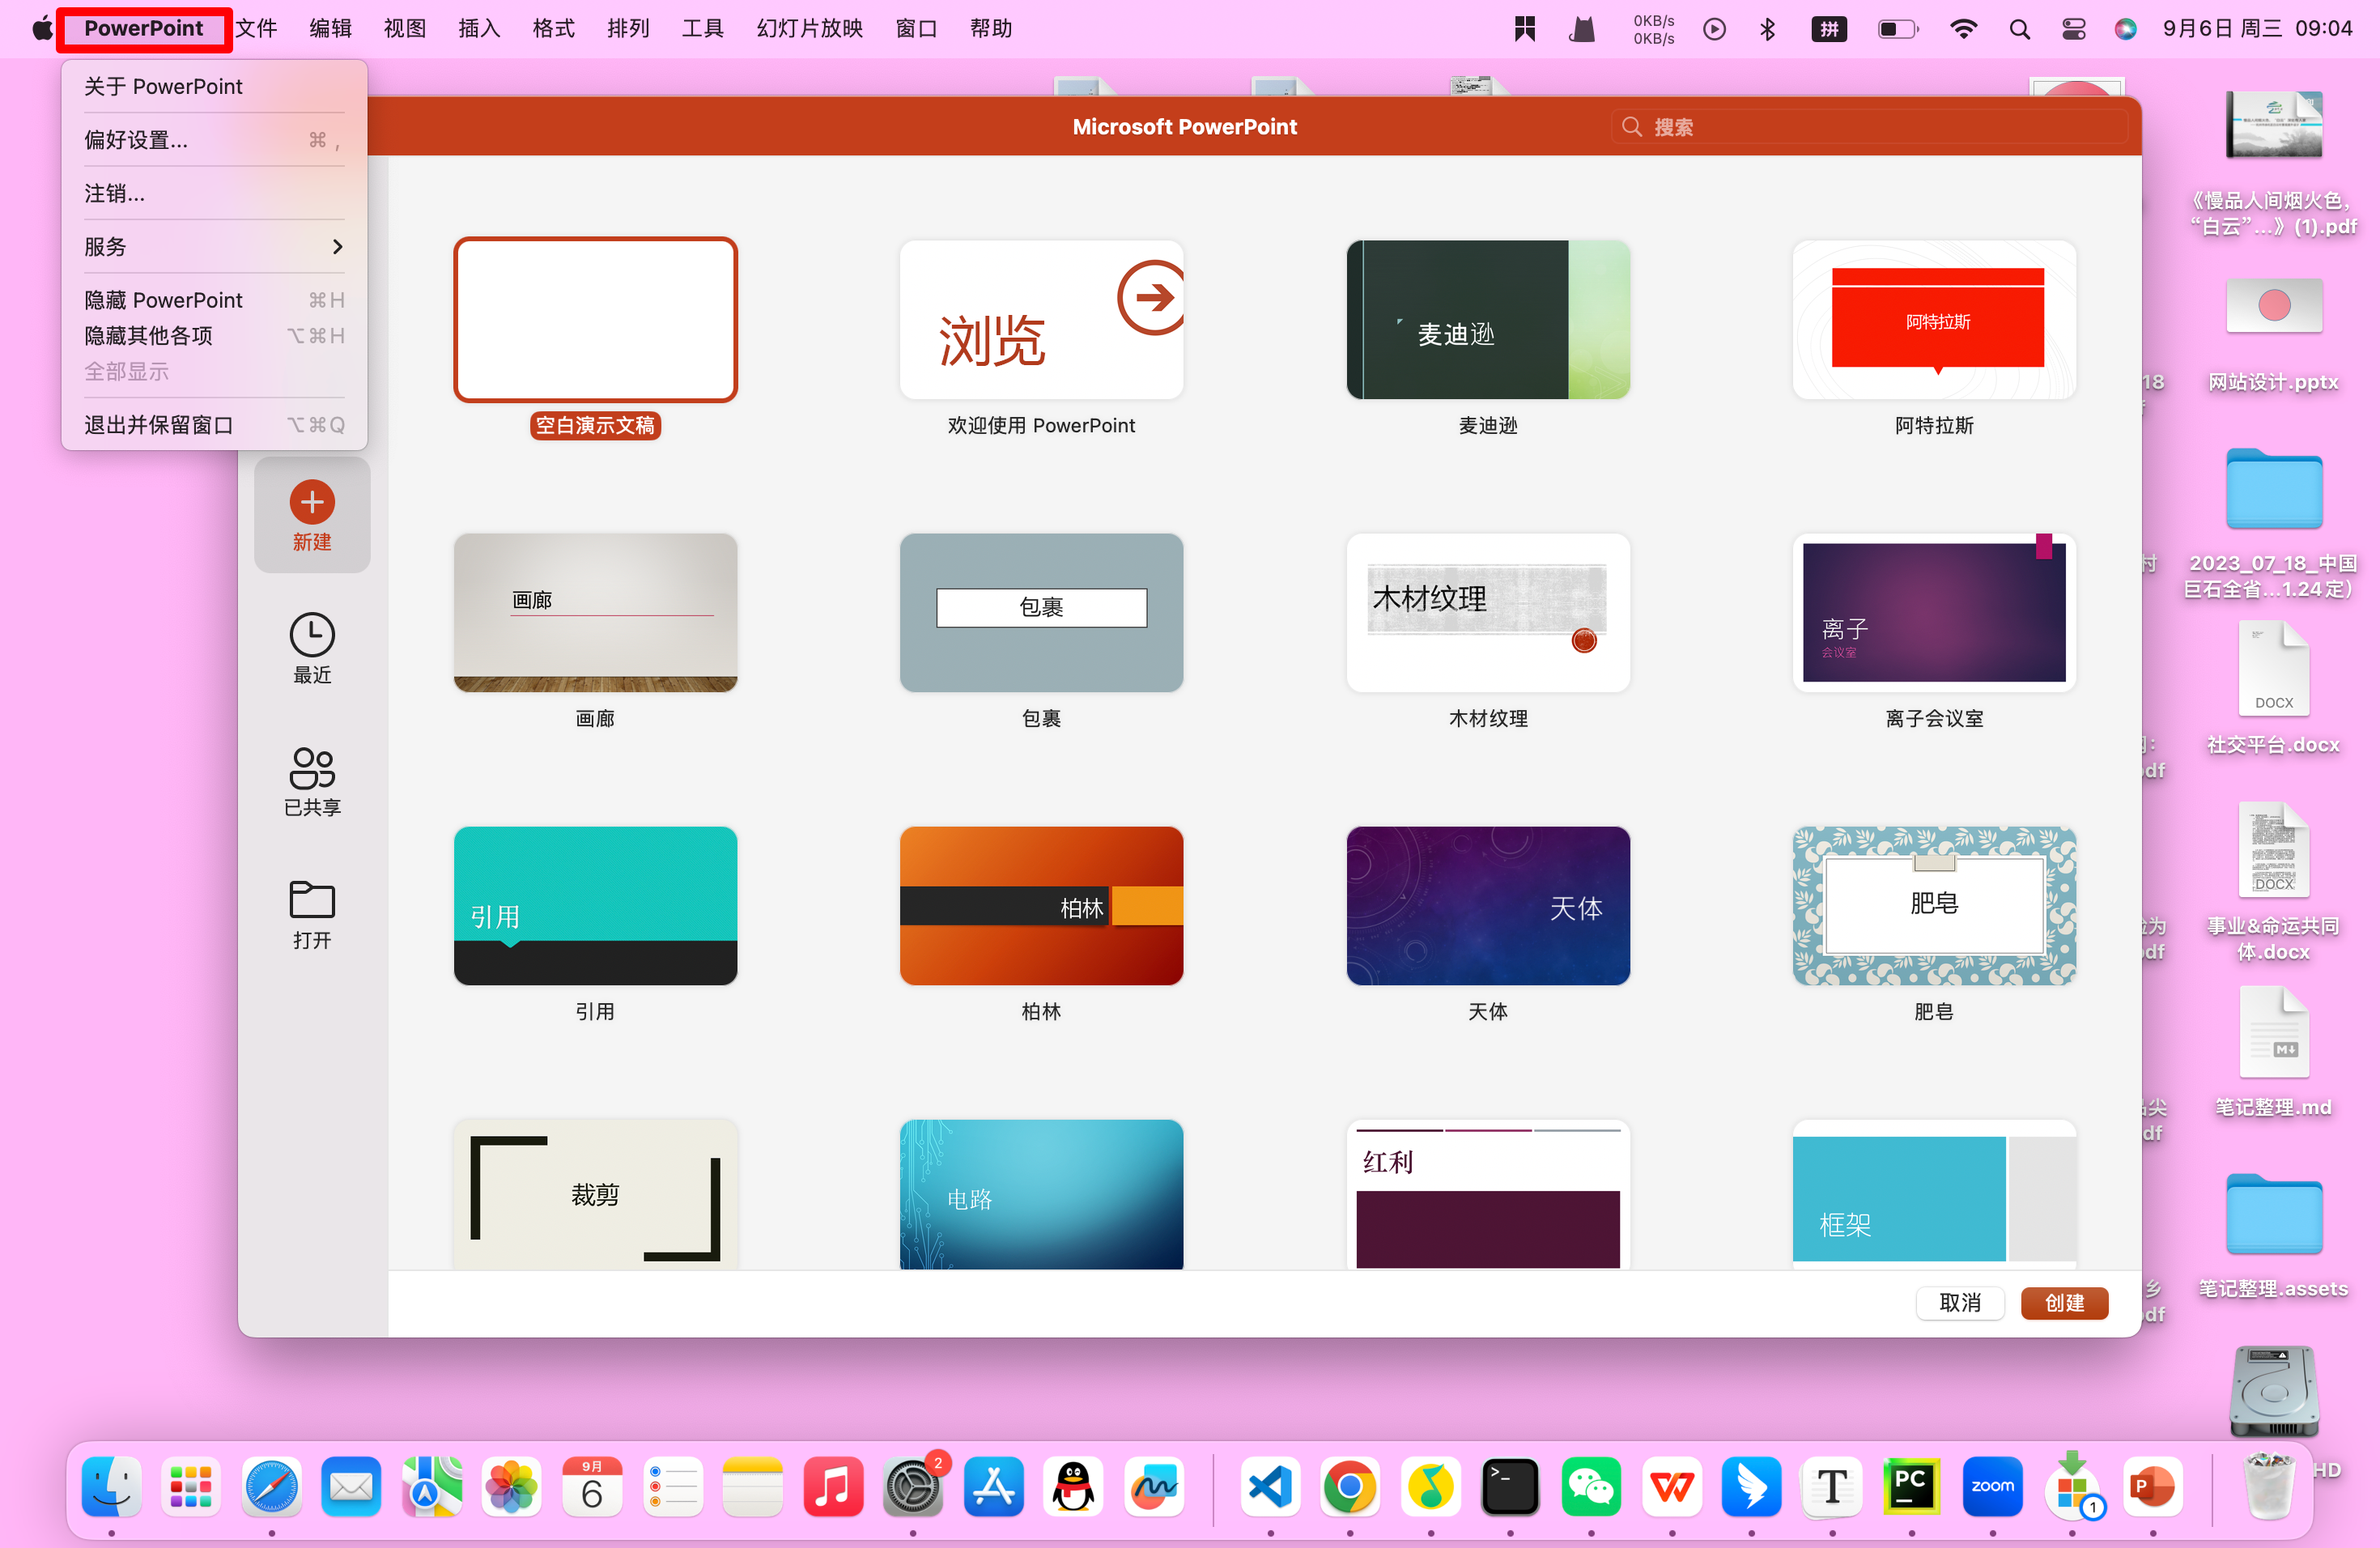 PowerPoint 文件 编辑 视图 插入 格式 排列 工具 幻灯片放映 窗口 帮助
0KB/s
0KB/s
拼
9月6日 周三 09:04
关于 PowerPoint
偏好设置... ⌘ ,
注销...
服务
隐藏 PowerPoint ⌘H
隐藏其他各项 ⌥⌘H
全部显示
退出并保留窗口 ⌥⌘Q
Microsoft PowerPoint
搜索
新建
最近
已共享
打开
浏览
麦迪逊
阿特拉斯
空白演示文稿
欢迎使用 PowerPoint
麦迪逊
阿特拉斯
画廊
包裹
木材纹理
离子
会议室
画廊
包裹
木材纹理
离子会议室
引用
柏林
天体
肥皂
引用
柏林
天体
肥皂
裁剪
电路
红利
框架
取消
创建
《慢品人间烟火色,
“白云”...》(1).pdf
18
网站设计.pptx
村
2023_07_18_中国
巨石全省...1.24定）
DOCX
社交平台.docx
df
DOCX
事业&命运共同
体.docx
为
df
M
笔记整理.md
尖
df
笔记整理.assets
乡
df
HD
9月
6
2
>_
T
PC
zoom
1
P